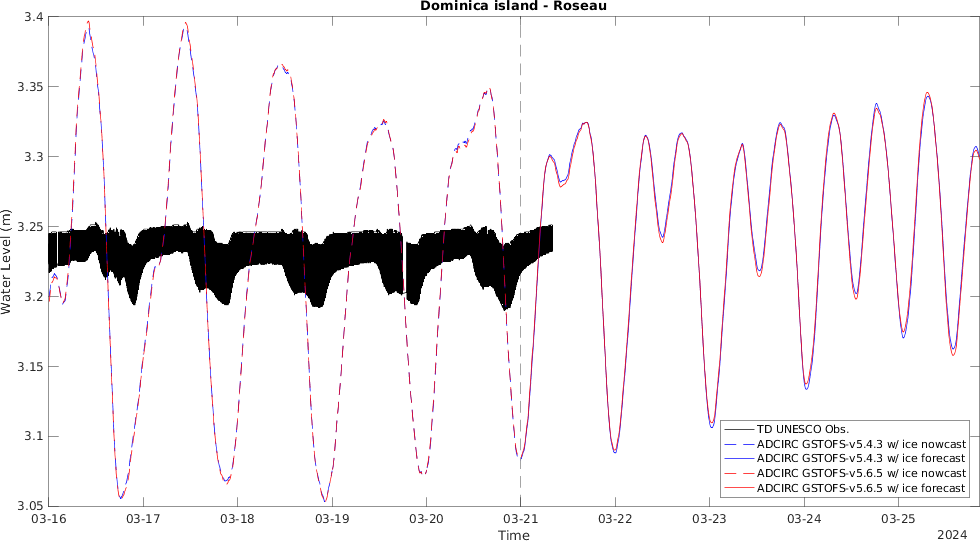 Dominica island - Roseau
3.4
3.35
3.3
3.25
3.2
3.15
3.1
3.05
Water Level (m)
03-16 03-17 03-18 03-19 03-20 03-21 03-22 03-23 03-24 03-25
Time
2024
TD UNESCO Obs.
ADCIRC GSTOFS-v5.4.3 w/ ice nowcast
ADCIRC GSTOFS-v5.4.3 w/ ice forecast
ADCIRC GSTOFS-v5.6.5 w/ ice nowcast
ADCIRC GSTOFS-v5.6.5 w/ ice forecast